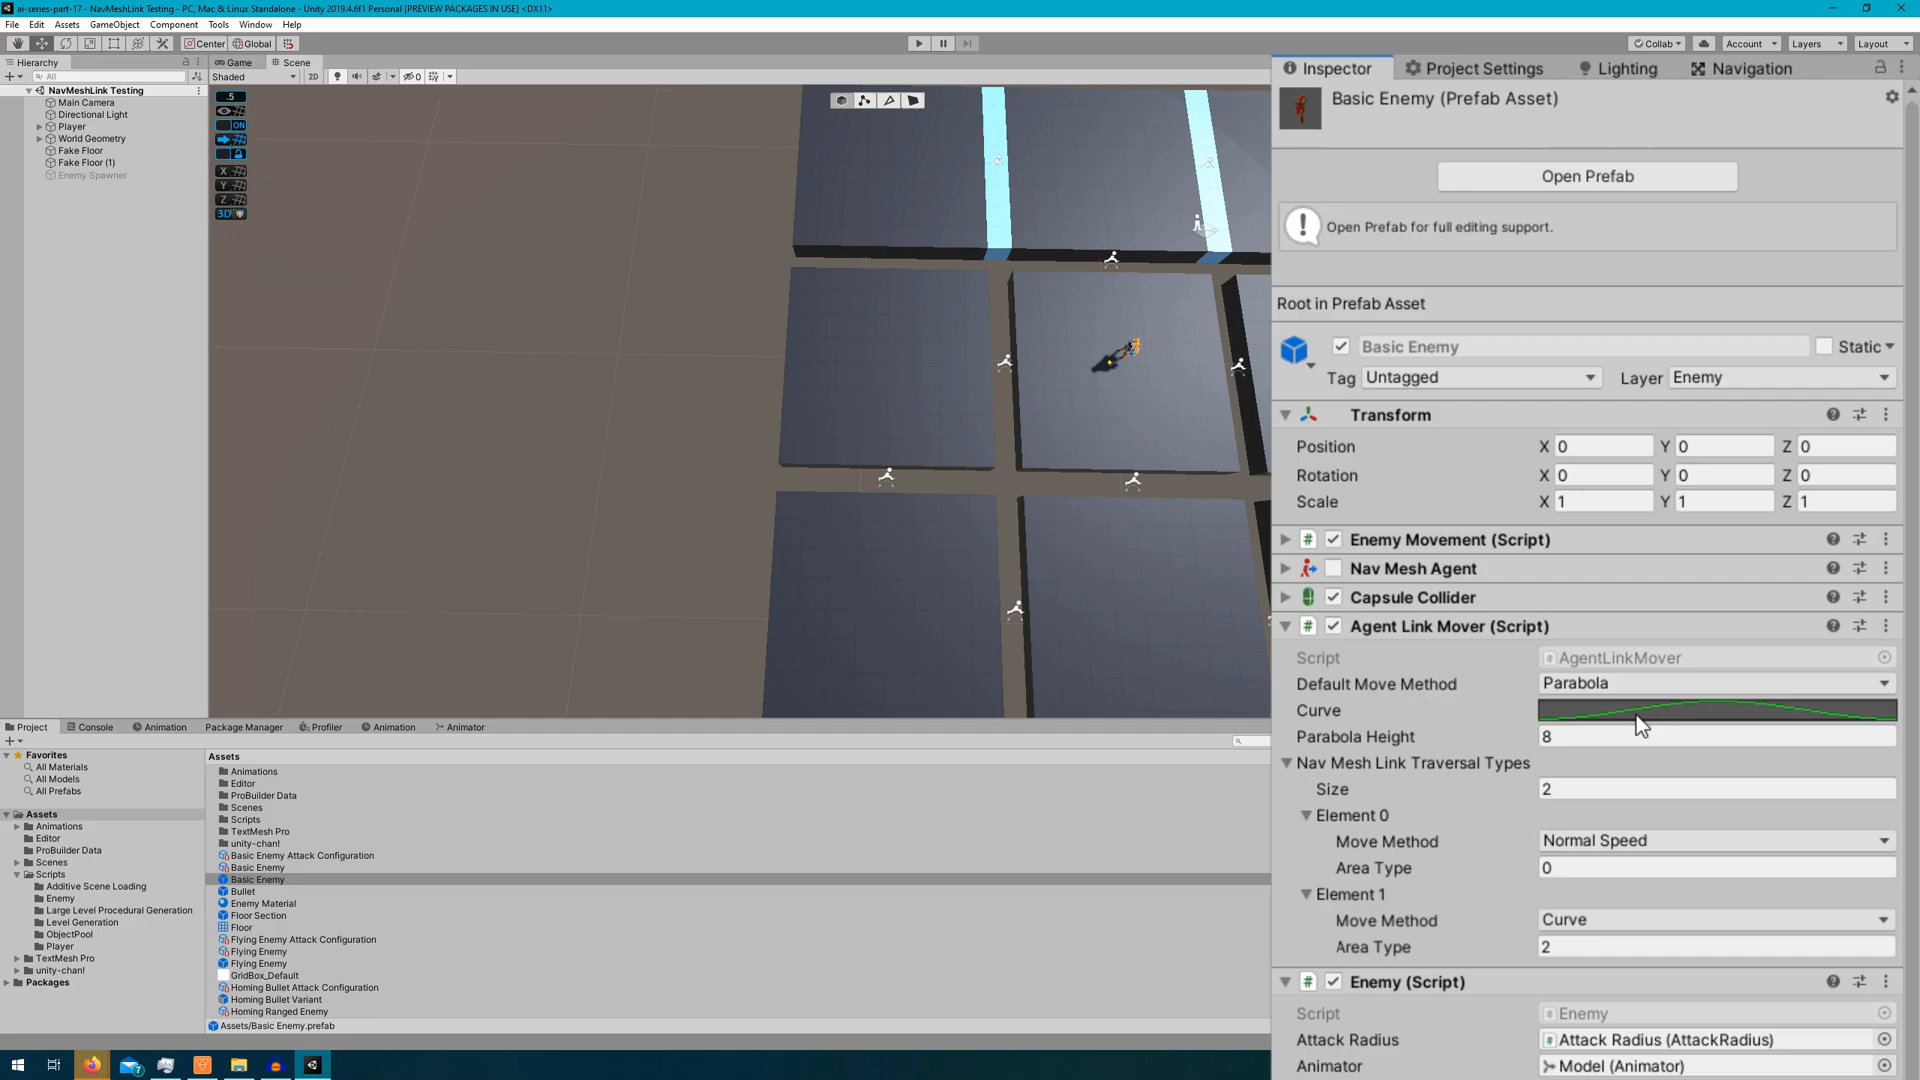 ai-series-part-17 - NavMeshLink Testing - PC, Mac & Linux Standalone - Unity 2019.4.6f1 Personal [PREVIEW PACKAGES IN USE] <DX11>
File Edit Assets GameObject Component Tools Window Help
Center Global Collab Account Layers Layout
Hierarchy Game Scene
All Shaded 2D 0
NavMeshLink Testing
Main Camera
Directional Light
Player
World Geometry
Fake Floor
Fake Floor (1)
Enemy Spawner
.5
ON
X
Y
Z
3D
Inspector Project Settings Lighting Navigation
Basic Enemy (Prefab Asset)
Open Prefab
Open Prefab for full editing support.
Root in Prefab Asset
Basic Enemy Static
Tag Untagged Layer Enemy
Transform
Position X 0 Y 0 Z 0
Rotation X 0 Y 0 Z 0
Scale X 1 Y 1 Z 1
# Enemy Movement (Script)
Nav Mesh Agent
Capsule Collider
# Agent Link Mover (Script)
Script # AgentLinkMover
Default Move Method Parabola
Curve
Parabola Height 8
Nav Mesh Link Traversal Types
Size 2
Element 0
Move Method Normal Speed
Area Type 0
Element 1
Move Method Curve
Area Type 2
# Enemy (Script)
Script # Enemy
Attack Radius # Attack Radius (AttackRadius)
Animator Model (Animator)
Project Console Animation Package Manager Profiler Animation Animator
Favorites
All Materials
All Models
All Prefabs
Assets
Animations
Editor
ProBuilder Data
Scenes
Scripts
Additive Scene Loading
Enemy
Large Level Procedural Generation
Level Generation
ObjectPool
Player
TextMesh Pro
unity-chan!
Packages
Assets
Animations
Editor
ProBuilder Data
Scenes
Scripts
TextMesh Pro
unity-chan!
Basic Enemy Attack Configuration
Basic Enemy
Basic Enemy
Bullet
Enemy Material
Floor Section
Floor
Flying Enemy Attack Configuration
Flying Enemy
Flying Enemy
GridBox_Default
Homing Bullet Attack Configuration
Homing Bullet Variant
Homing Ranged Enemy
Assets/Basic Enemy.prefab
7